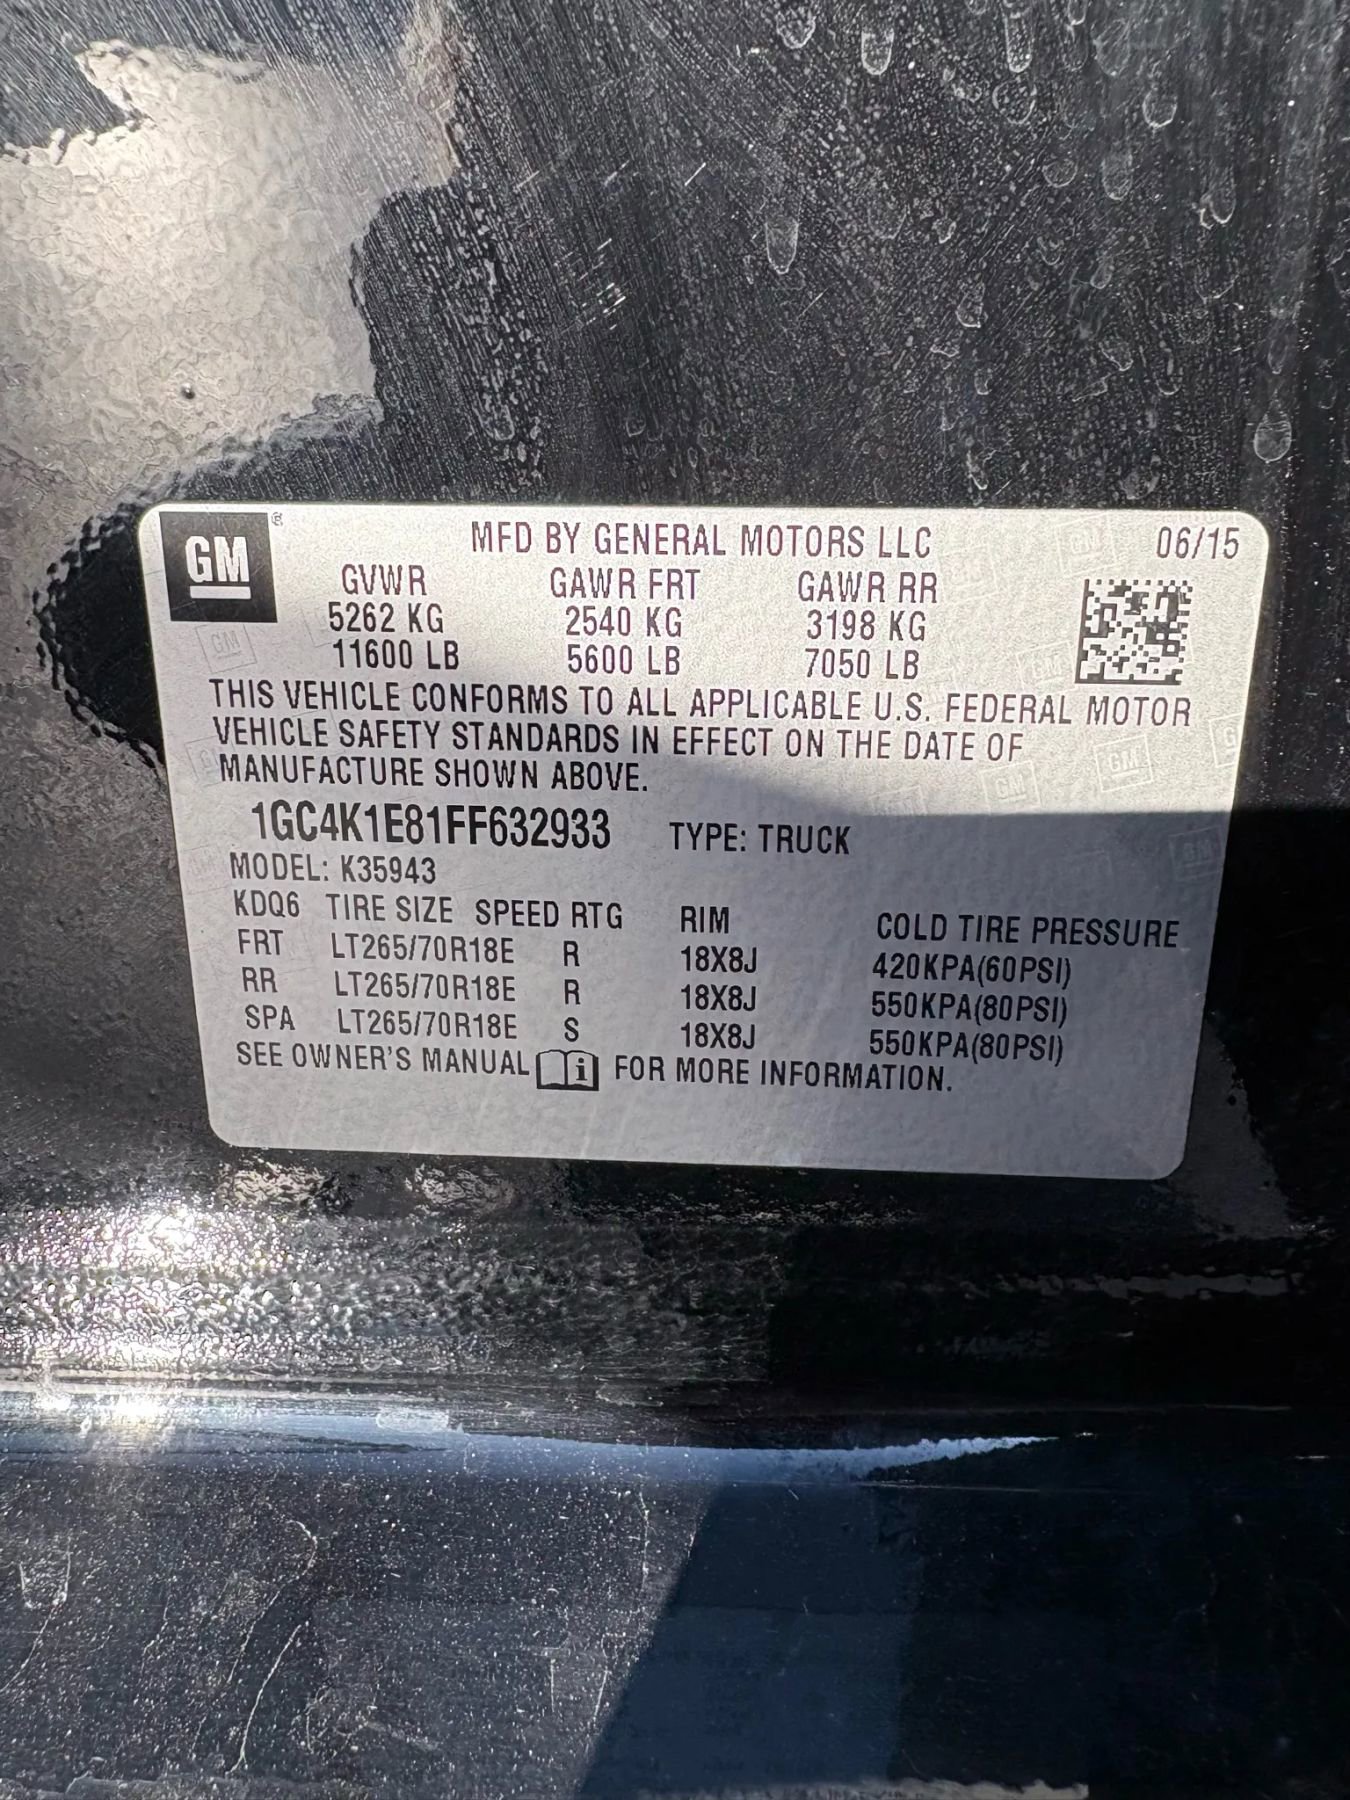 GM ®
MFD BY GENERAL MOTORS LLC 06/15
GVWR GAWR FRT GAWR RR
5262 KG 2540 KG 3198 KG
11600 LB 5600 LB 7050 LB
THIS VEHICLE CONFORMS TO ALL APPLICABLE U.S. FEDERAL MOTOR
VEHICLE SAFETY STANDARDS IN EFFECT ON THE DATE OF
MANUFACTURE SHOWN ABOVE.
1GC4K1E81FF632933 TYPE: TRUCK
MODEL: K35943
KDQ6 TIRE SIZE SPEED RTG RIM COLD TIRE PRESSURE
FRT LT265/70R18E R 18X8J 420KPA(60PSI)
RR LT265/70R18E R 18X8J 550KPA(80PSI)
SPA LT265/70R18E S 18X8J 550KPA(80PSI)
SEE OWNER'S MANUAL i FOR MORE INFORMATION.